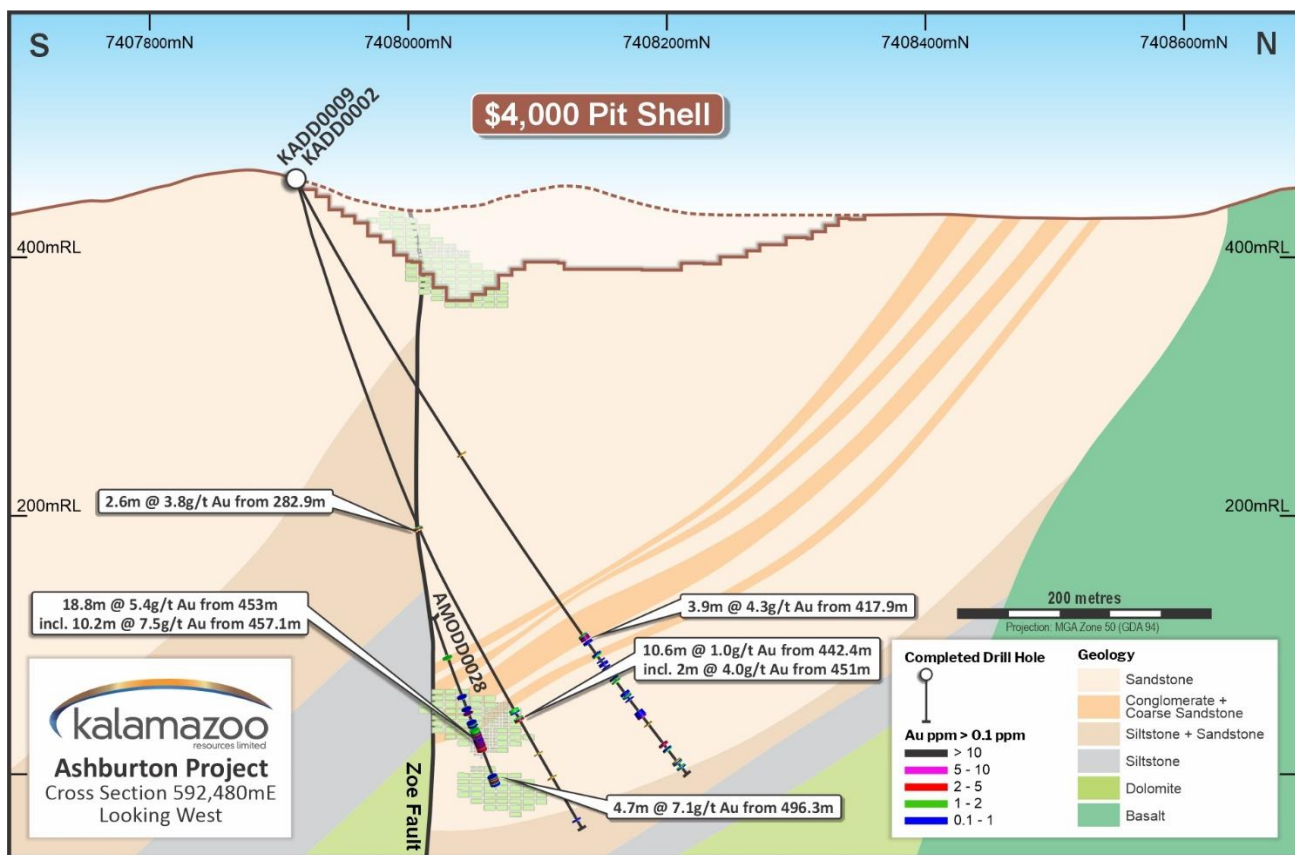 S
7407800mN
7408000mN
7408200mN
7408400mN
7408600mN
N
$4,000 Pit Shell
KADD0009
KADD0002
400mRL
400mRL
200mRL
200mRL
2.6m @ 3.8g/t Au from 282.9m
18.8m @ 5.4g/t Au from 453m
incl. 10.2m @ 7.5g/t Au from 457.1m
AMODD0028
3.9m @ 4.3g/t Au from 417.9m
10.6m @ 1.0g/t Au from 442.4m
incl. 2m @ 4.0g/t Au from 451m
4.7m @ 7.1g/t Au from 496.3m
Zoe Fault
kalamazoo
resources limited
Ashburton Project
Cross Section 592,480mE
Looking West
200 metres
Projection: MGA Zone 50 (GDA 94)
Completed Drill Hole
Au ppm > 0.1 ppm
> 10
5 - 10
2 - 5
1 - 2
0.1 - 1
Geology
Sandstone
Conglomerate +
Coarse Sandstone
Siltstone + Sandstone
Siltstone
Dolomite
Basalt